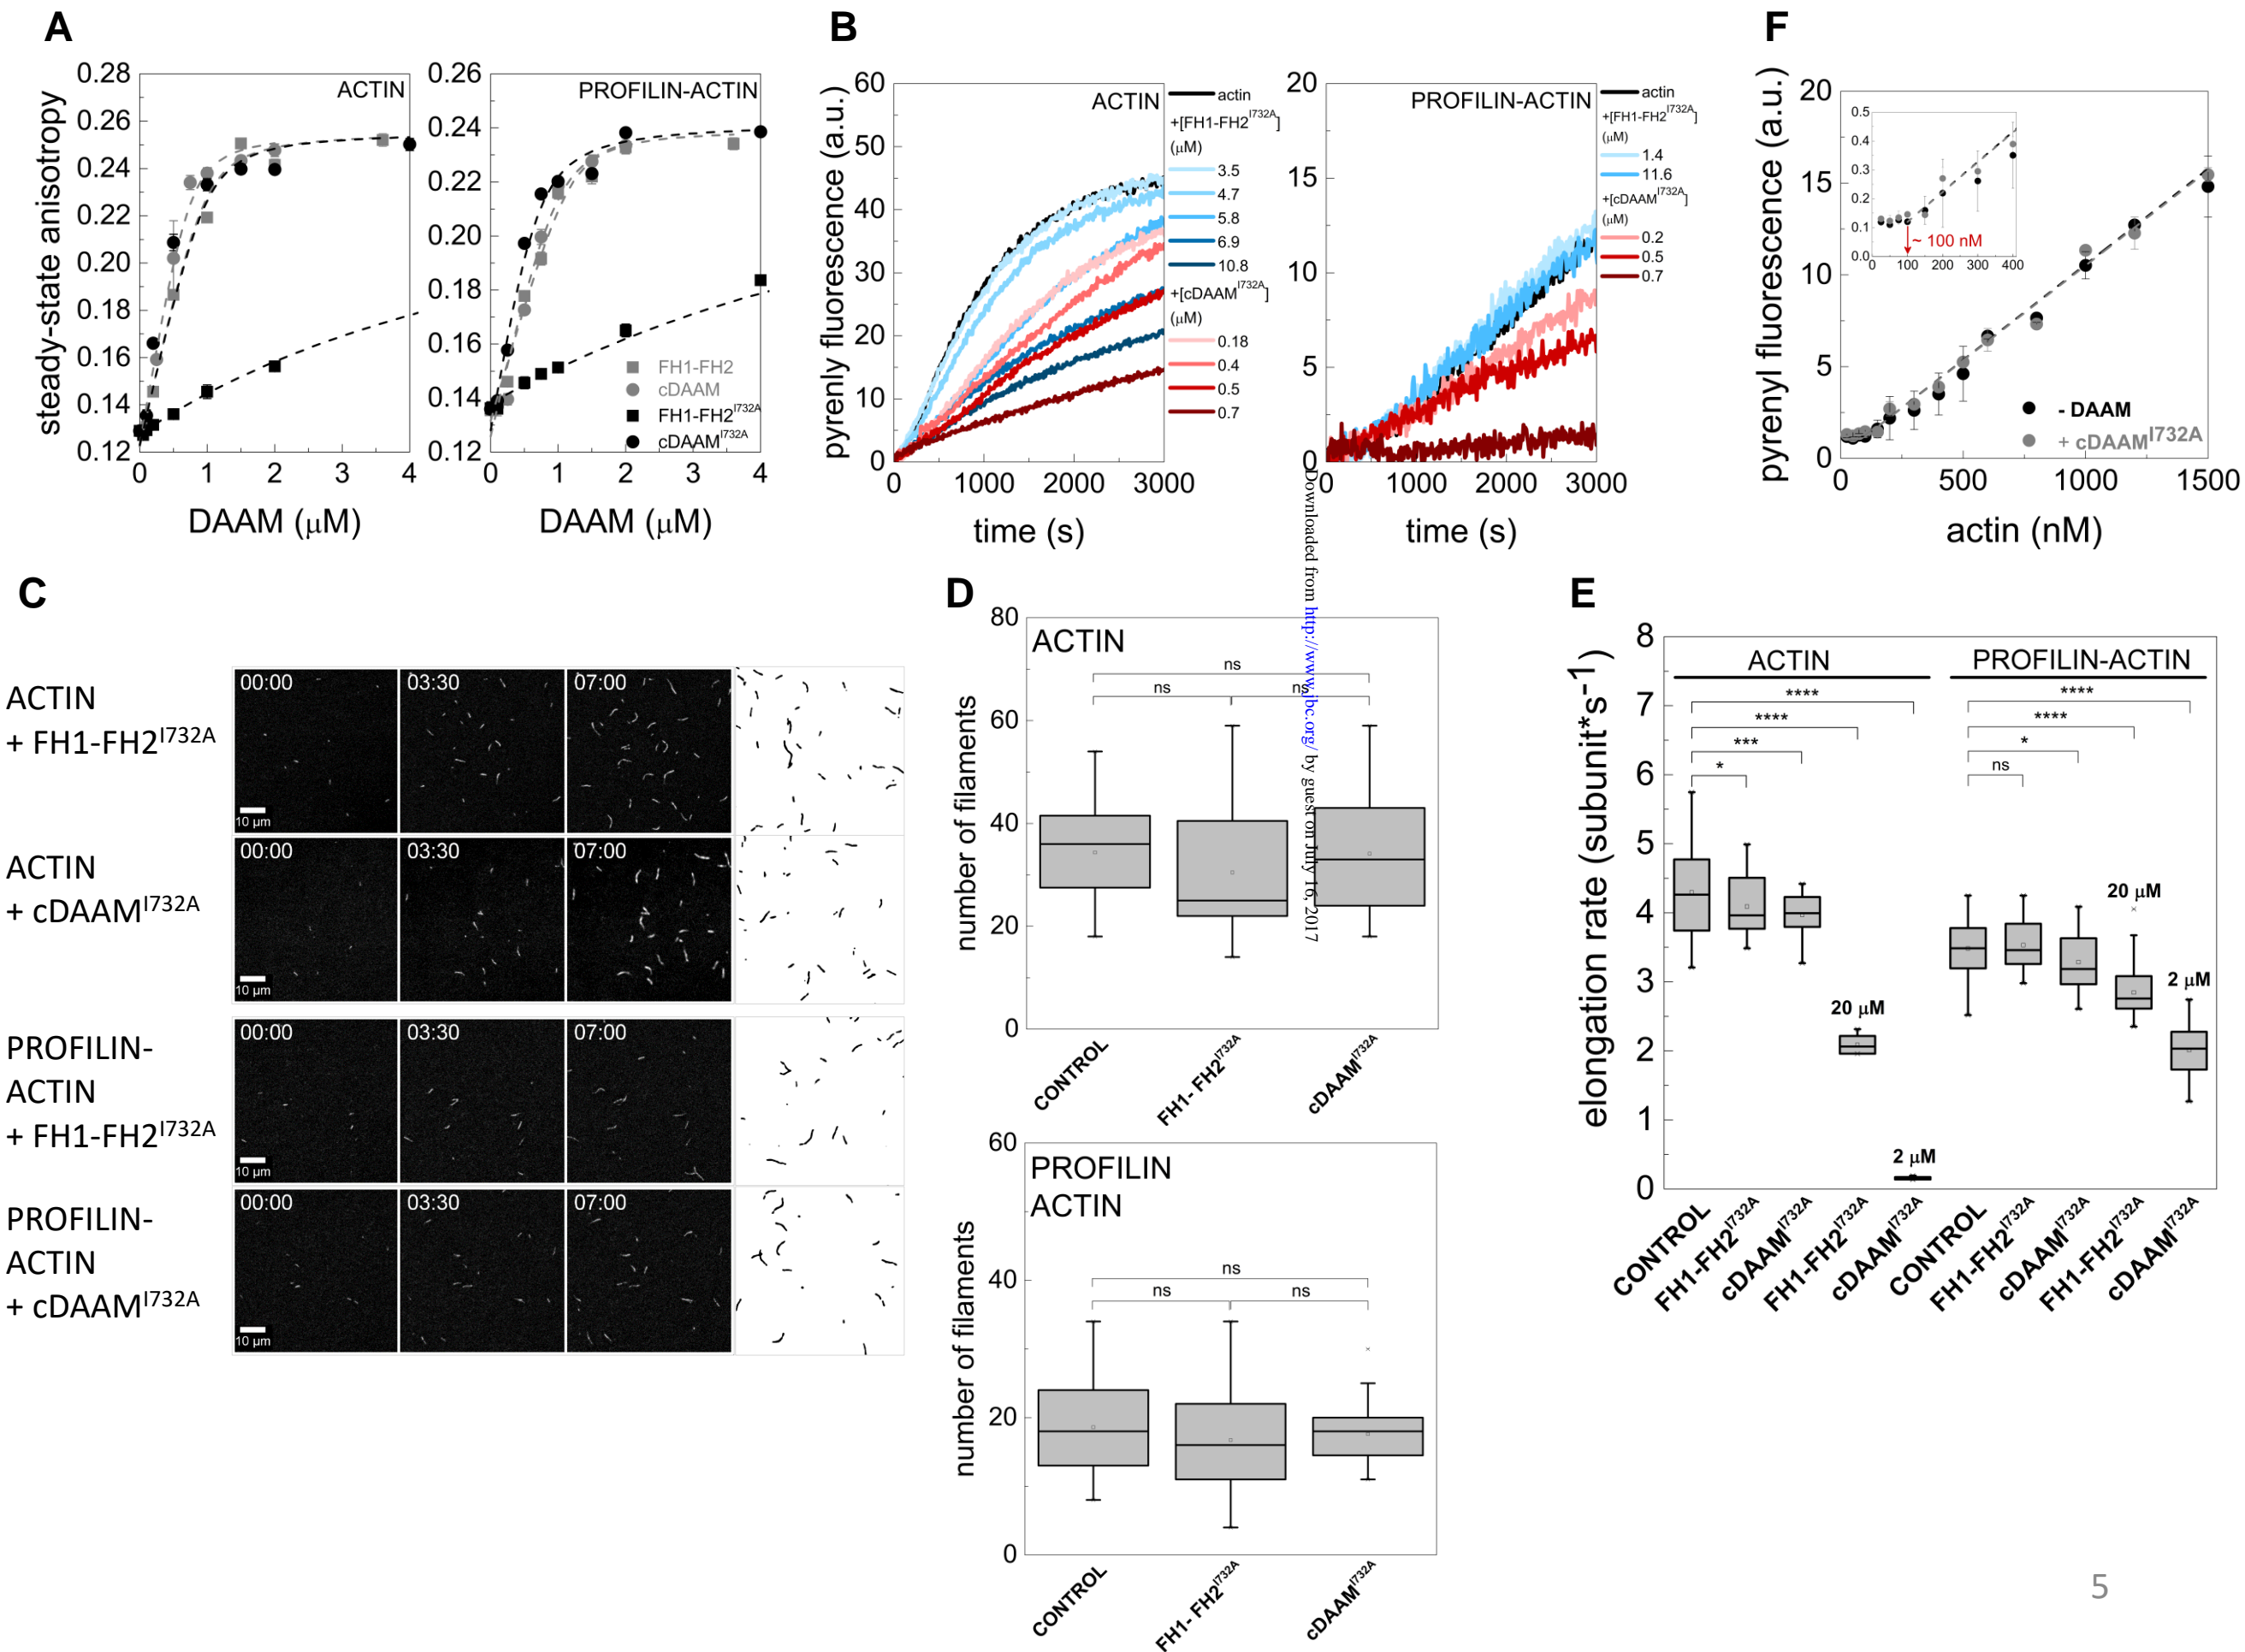 A
0.28
0.26
0.24
0.22
0.20
0.18
0.16
0.14
0.12
steady-state anisotropy
ACTIN
0 1 2 3 4
DAAM (μM)
0.26
0.24
0.22
0.20
0.18
0.16
0.14
0.12
PROFILIN-ACTIN
FH1-FH2
cDAAM
FH1-FH2I732A
cDAAMI732A
0 1 2 3 4
DAAM (μM)
B
60
50
40
30
20
10
0
pyrenly fluorescence (a.u.)
ACTIN
0 1000 2000 3000
time (s)
actin
+[FH1-FH2I732A]
(μM)
3.5
4.7
5.8
6.9
10.8
+[cDAAMI732A]
(μM)
0.18
0.4
0.5
0.7
20
15
10
5
0
PROFILIN-ACTIN
0 1000 2000 3000
time (s)
actin
+[FH1-FH2I732A]
(μM)
1.4
11.6
+[cDAAMI732A]
(μM)
0.2
0.5
0.7
F
20
15
10
5
0
pyrenyl fluorescence (a.u.)
0.5
0.4
0.3
0.2
0.1
0.0
0 100 200 300 400
~ 100 nM
- DAAM
+ cDAAMI732A
0 500 1000 1500
actin (nM)
Downloaded from http://www.jbc.org/ by guest on July 16, 2017
C
ACTIN
+ FH1-FH2I732A
00:00 03:30 07:00
10 μm
ACTIN
+ cDAAMI732A
00:00 03:30 07:00
10 μm
PROFILIN-
ACTIN
+ FH1-FH2I732A
00:00 03:30 07:00
10 μm
PROFILIN-
ACTIN
+ cDAAMI732A
00:00 03:30 07:00
10 μm
D
80
60
40
20
0
number of filaments
ACTIN
ns
ns ns
CONTROL
FH1- FH2I732A
cDAAMI732A
60
40
20
0
number of filaments
PROFILIN
ACTIN
ns
ns ns
CONTROL
FH1- FH2I732A
cDAAMI732A
E
8
7
6
5
4
3
2
1
0
elongation rate (subunit*s-1)
ACTIN PROFILIN-ACTIN
**** ****
**** ****
*** *
* ns
20 μM
2 μM
20 μM
2 μM
CONTROL
FH1-FH2I732A
cDAAMI732A
FH1-FH2I732A
cDAAMI732A
CONTROL
FH1-FH2I732A
cDAAMI732A
FH1-FH2I732A
cDAAMI732A
5